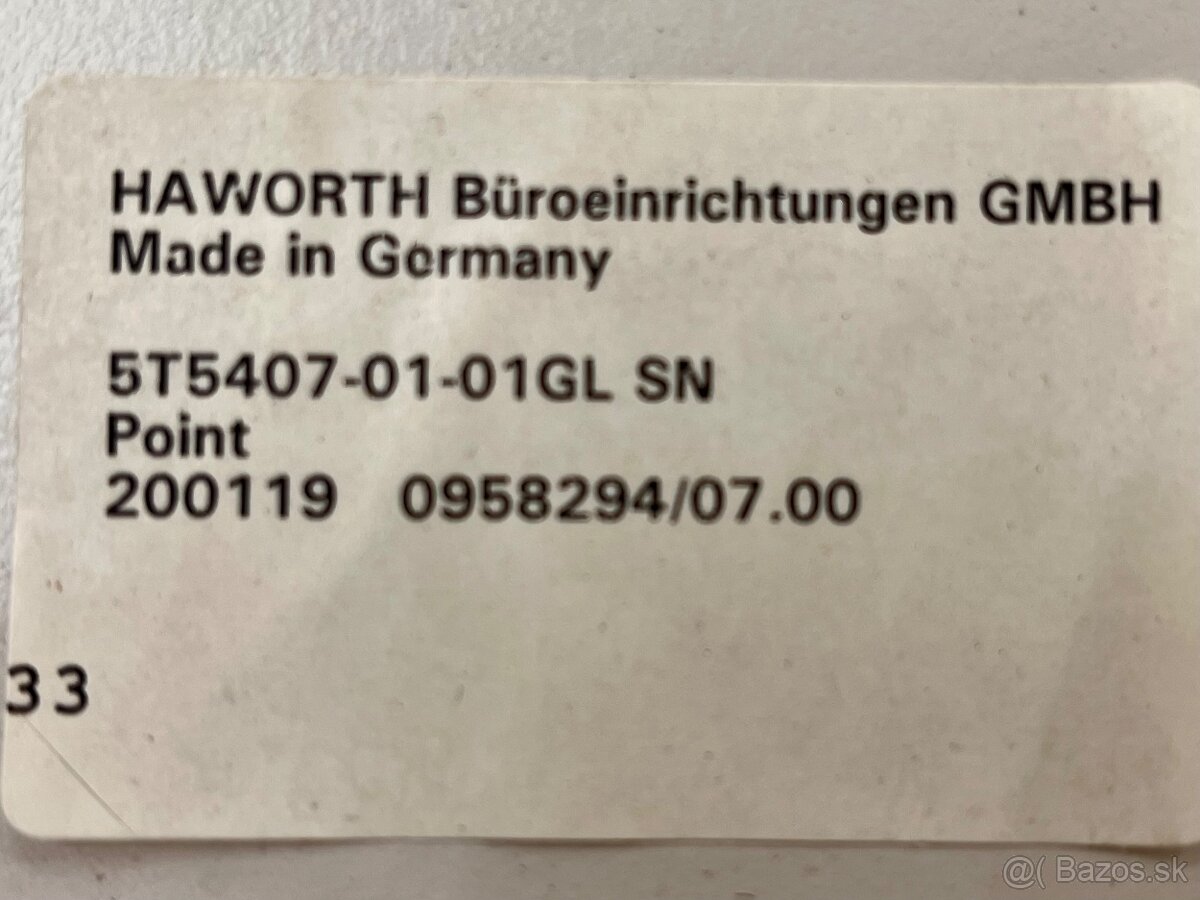 HAWORTH Büroeinrichtungen GMBH
Made in Germany
5T5407-01-01GL SN
Point
200119 0958294/07.00
33
@( Bazos.sk